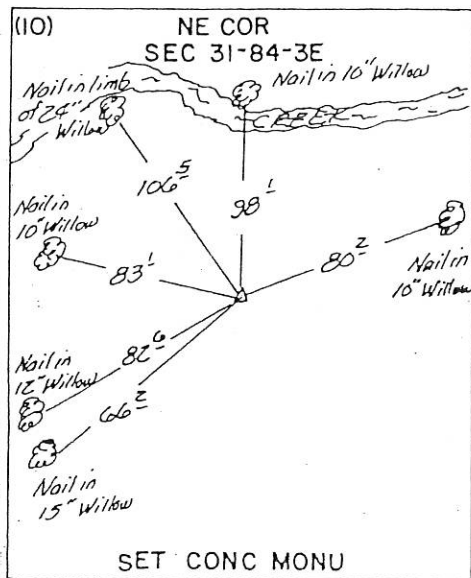 (10)
NE COR
SEC 31-84-3E
Nail in limb
of 24"
Willow
Nail in 10" Willow
CREEK
106 5
98 1
Nail in
10" Willow
83 1
80 2
Nail in
10" Willow
82 6
Nail in
12" Willow
66 2
Nail in
15" Willow
SET CONC MONU